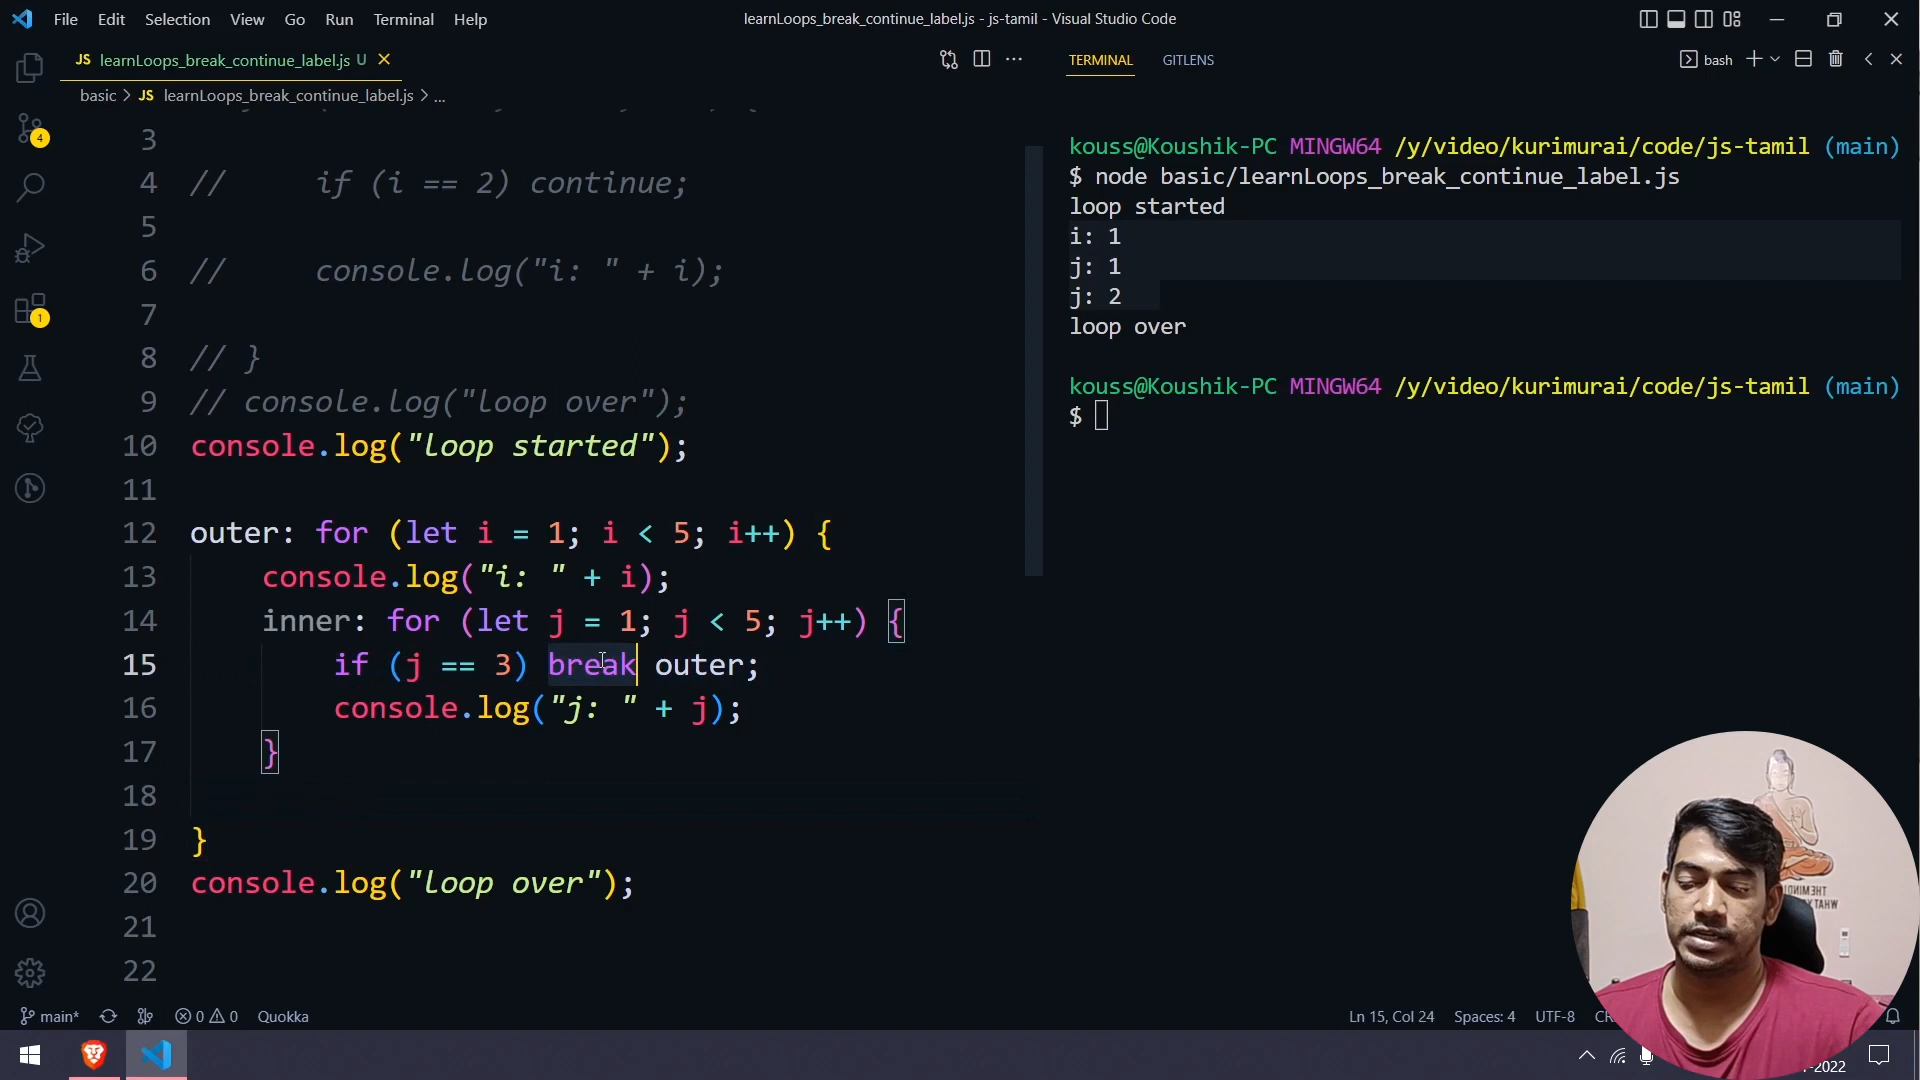 File Edit Selection View Go Run Terminal Help
learnLoops_break_continue_label.js - js-tamil - Visual Studio Code
JS learnLoops_break_continue_label.js U
TERMINAL GITLENS
bash
basic > JS learnLoops_break_continue_label.js > ...
3
4 // if (i == 2) continue;
5
6 // console.log("i: " + i);
7
8 // }
9 // console.log("loop over");
10 console.log("loop started");
11
12 outer: for (let i = 1; i < 5; i++) {
13 console.log("i: " + i);
14 inner: for (let j = 1; j < 5; j++) {
15 if (j == 3) break outer;
16 console.log("j: " + j);
17 }
18
19 }
20 console.log("loop over");
21
22
kouss@Koushik-PC MINGW64 /y/video/kurimurai/code/js-tamil (main)
$ node basic/learnLoops_break_continue_label.js
loop started
i: 1
j: 1
j: 2
loop over
kouss@Koushik-PC MINGW64 /y/video/kurimurai/code/js-tamil (main)
$
4
1
THE MIND
WHAT
main* 0 0 Quokka
Ln 15, Col 24 Spaces: 4 UTF-8
-2022